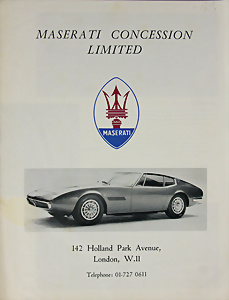 MASERATI CONCESSION
LIMITED
MASERATI
142 Holland Park Avenue,
London, W.11
Telephone: 01-727 0611